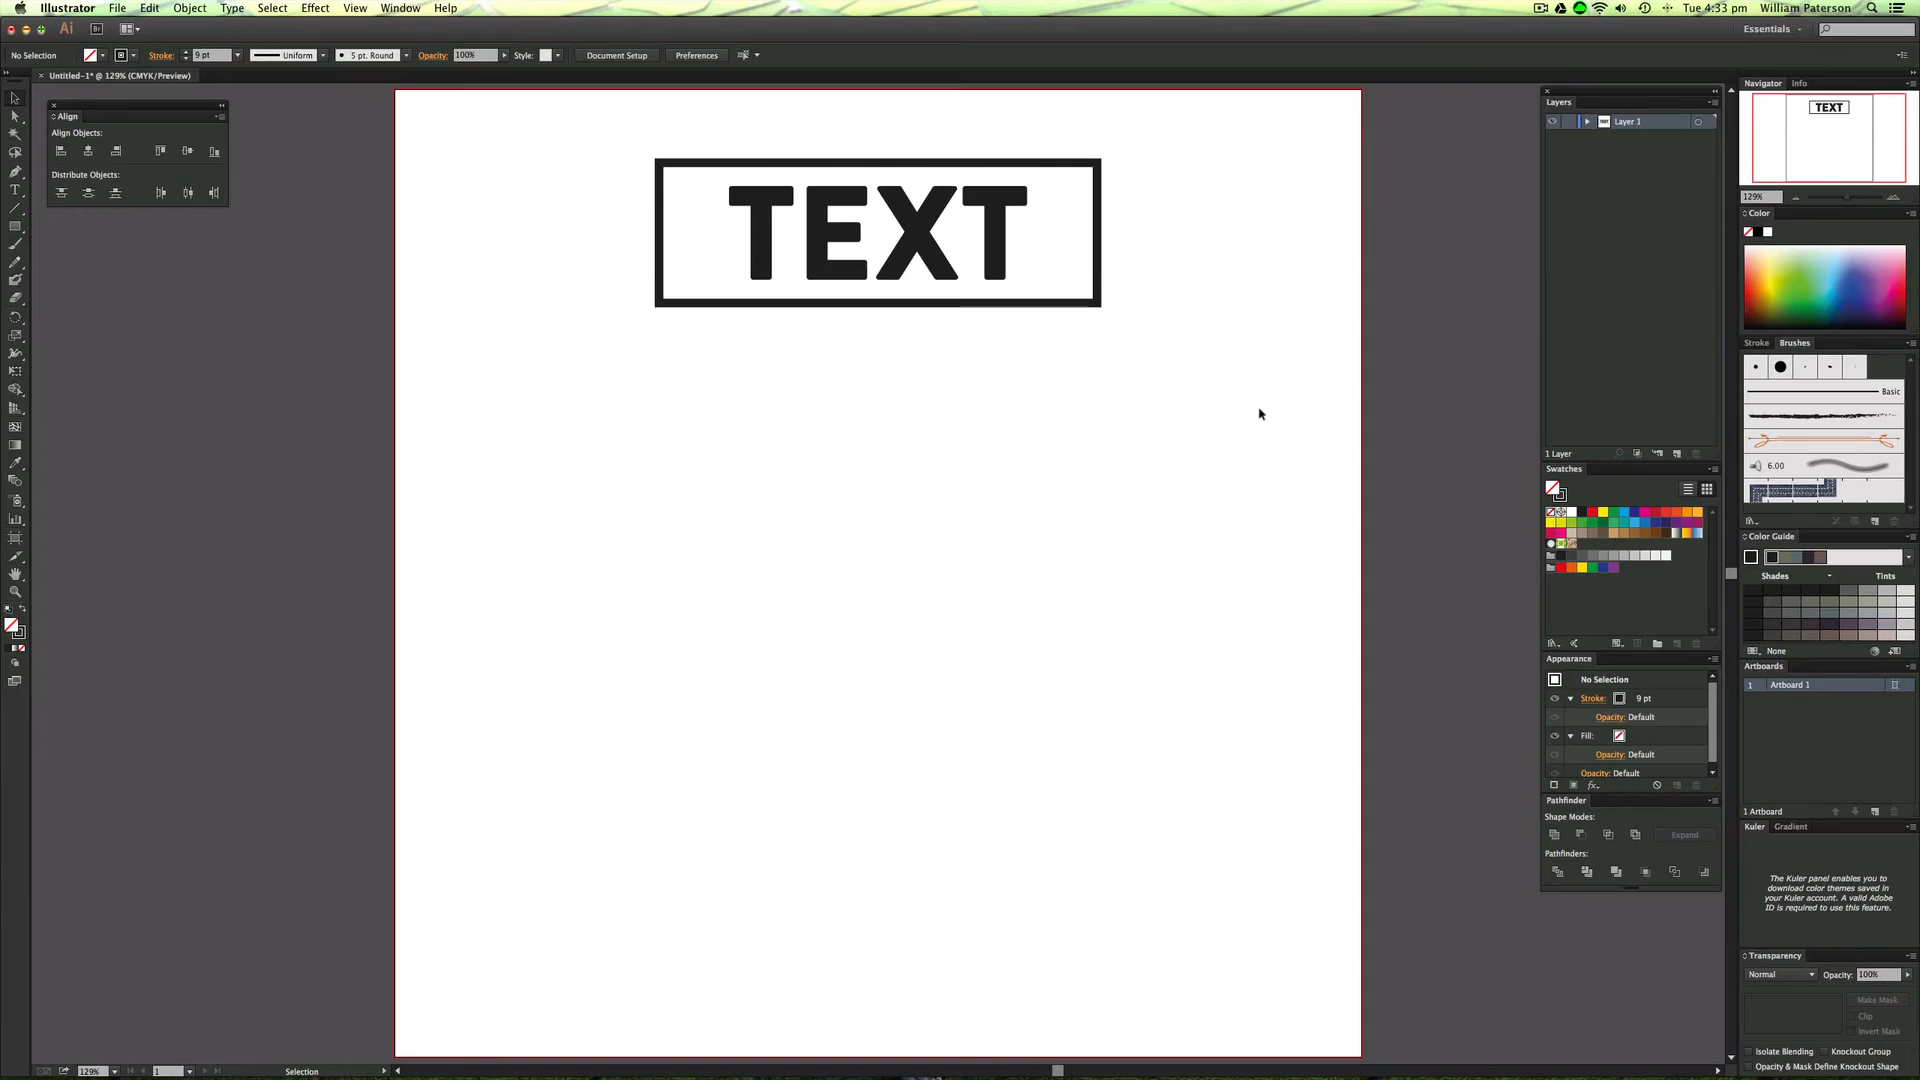 Illustrator File Edit Object Type Select Effect View Window Help
Tue 4:33 pm William Paterson
Ai Br
Essentials
No Selection Stroke: 9 pt Uniform 5 pt. Round Opacity: 100% Style: Document Setup Preferences
Untitled-1* @ 129% (CMYK/Preview)
Align
Align Objects:
Distribute Objects:
TEXT
Layers
Layer 1
1 Layer
Swatches
Appearance
No Selection
Stroke: 9 pt
Opacity: Default
Fill:
Opacity: Default
Opacity: Default
Pathfinder
Shape Modes:
Expand
Pathfinders:
Navigator Info
TEXT
129%
Color
Stroke Brushes
Basic
6.00
Color Guide
Shades Tints
None
Artboards
1 Artboard 1
1 Artboard
Kuler Gradient
The Kuler panel enables you to
download color themes saved in
your Kuler account. A valid Adobe
ID is required to use this feature.
Transparency
Normal Opacity: 100%
Make Mask
Clip
Invert Mask
Isolate Blending Knockout Group
Opacity & Mask Define Knockout Shape
129% 1 Selection